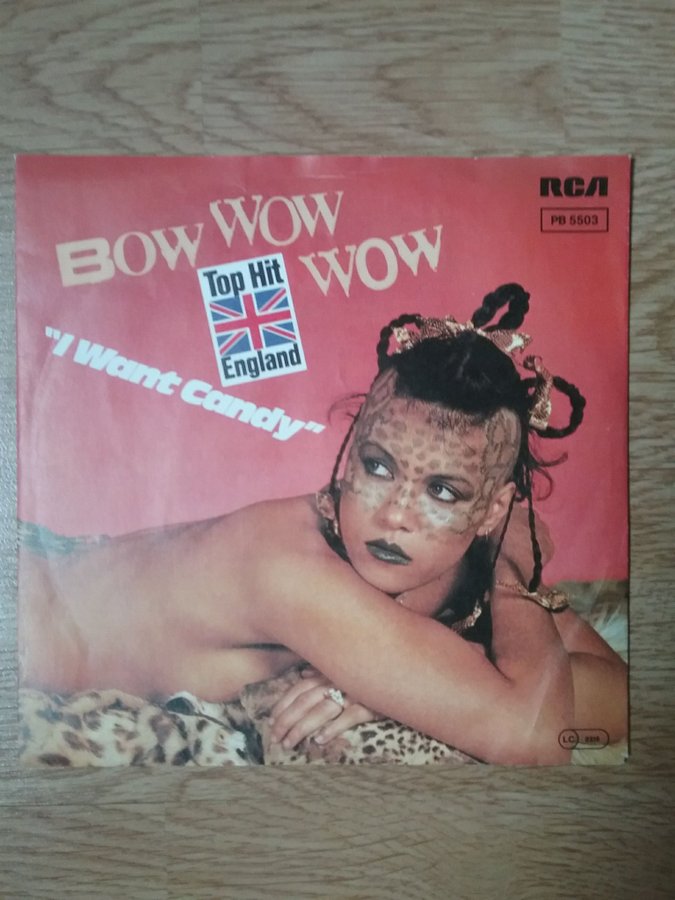 RCA
PB 5503
BOW WOW WOW
Top Hit
England
"I Want Candy"
LC